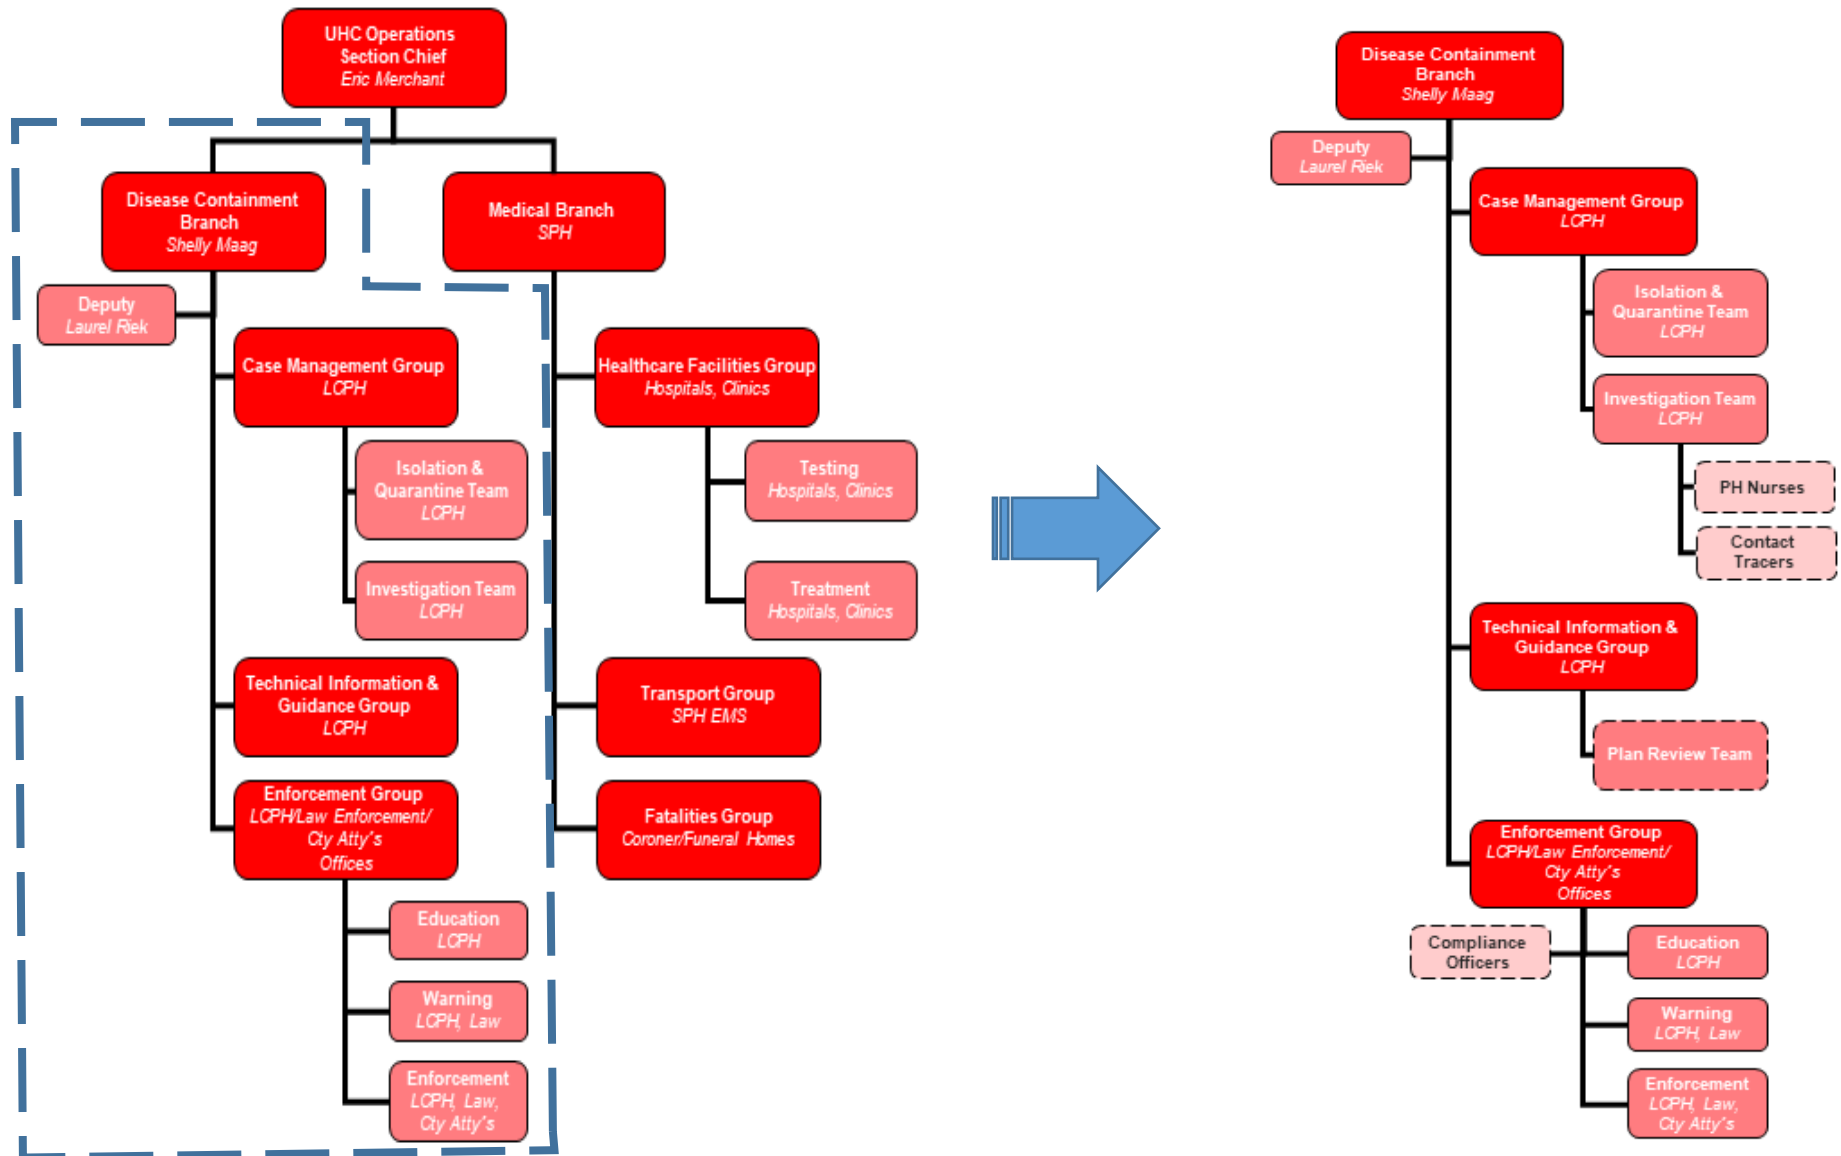 UHC Operations
Section Chief
Eric Merchant
Disease Containment
Branch
Shelly Maag
Medical Branch
SPH
Deputy
Laurel Riek
Case Management Group
LCPH
Isolation &
Quarantine Team
LCPH
Investigation Team
LCPH
Technical Information &
Guidance Group
LCPH
Enforcement Group
LCPH/Law Enforcement/
Cty Atty's
Offices
Education
LCPH
Warning
LCPH, Law
Enforcement
LCPH, Law,
Cty Atty's
Healthcare Facilities Group
Hospitals, Clinics
Testing
Hospitals, Clinics
Treatment
Hospitals, Clinics
Transport Group
SPH EMS
Fatalities Group
Coroner/Funeral Homes
Disease Containment
Branch
Shelly Maag
Deputy
Laurel Riek
Case Management Group
LCPH
Isolation &
Quarantine Team
LCPH
Investigation Team
LCPH
PH Nurses
Contact
Tracers
Technical Information &
Guidance Group
LCPH
Plan Review Team
Enforcement Group
LCPH/Law Enforcement/
Cty Atty's
Offices
Compliance
Officers
Education
LCPH
Warning
LCPH, Law
Enforcement
LCPH, Law,
Cty Atty's